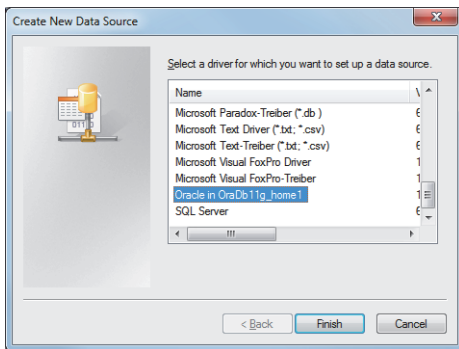 Create New Data Source
Select a driver for which you want to set up a data source.
Name
Microsoft Paradox-Treiber (*.db )
Microsoft Text Driver (*.txt; *.csv)
Microsoft Text-Treiber (*.txt; *.csv)
Microsoft Visual FoxPro Driver
Microsoft Visual FoxPro-Treiber
Oracle in OraDb11g_home1
SQL Server
< Back Finish Cancel